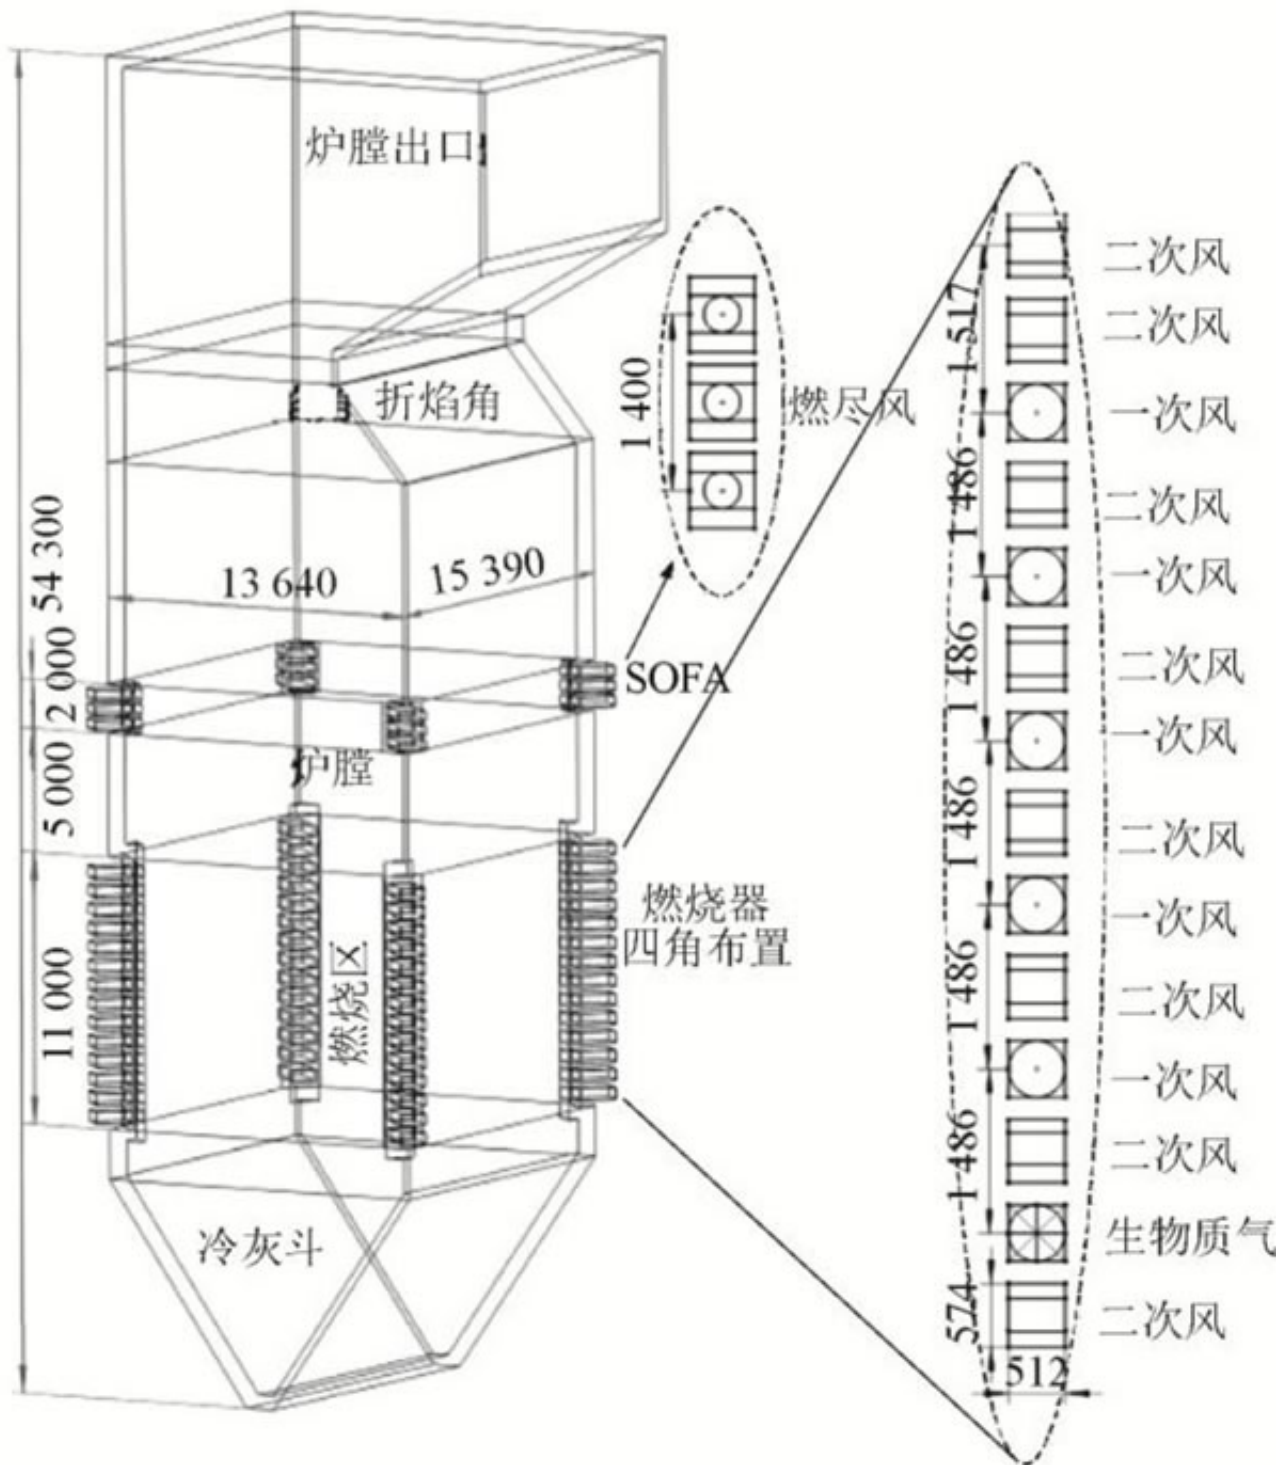 炉膛出口
折焰角
13 640
15 390
54 300
2 000
5 000
11 000
炉膛
燃烧区
冷灰斗
SOFA
燃烧器
四角布置
1 400
燃尽风
1 517
1 486
1 486
1 486
1 486
1 486
574
512
二次风
二次风
一次风
二次风
一次风
二次风
一次风
二次风
一次风
二次风
一次风
二次风
生物质气
二次风